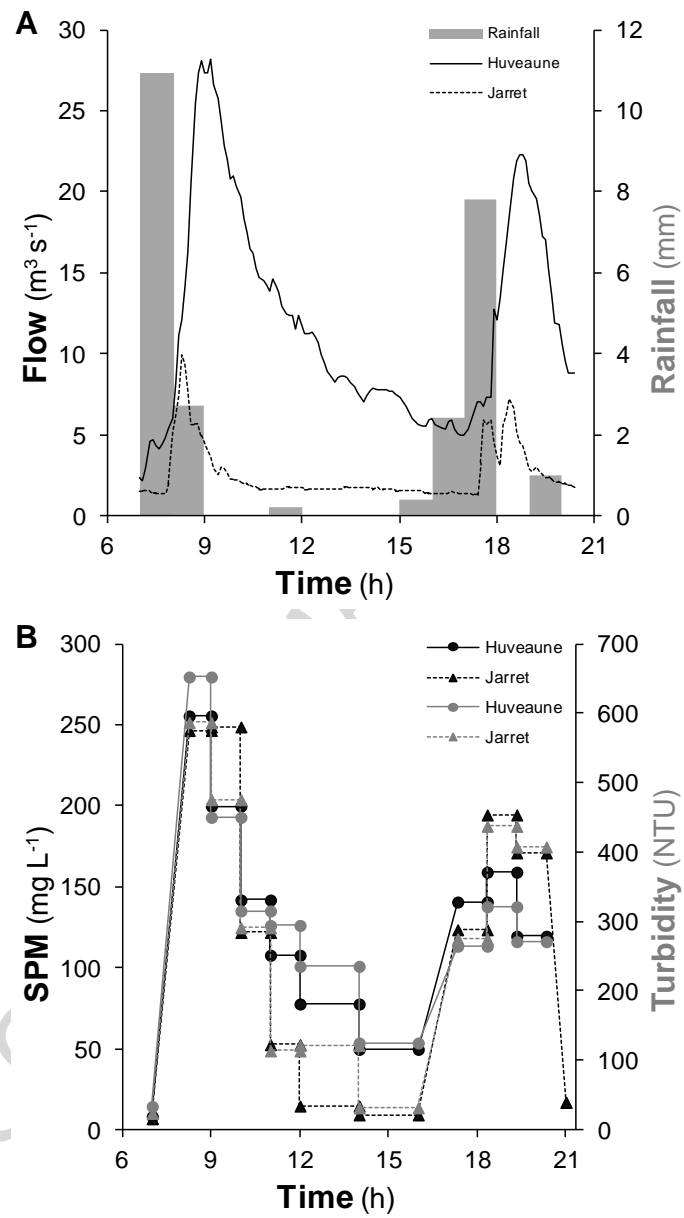 A
30
25
20
15
10
5
0
Flow (m³ s⁻¹)
12
10
8
6
4
2
0
Rainfall (mm)
Rainfall
Huveaune
Jarret
6
9
12
15
18
21
Time (h)
B
300
250
200
150
100
50
0
SPM (mg L⁻¹)
700
600
500
400
300
200
100
0
Turbidity (NTU)
Huveaune
Jarret
Huveaune
Jarret
6
9
12
15
18
21
Time (h)